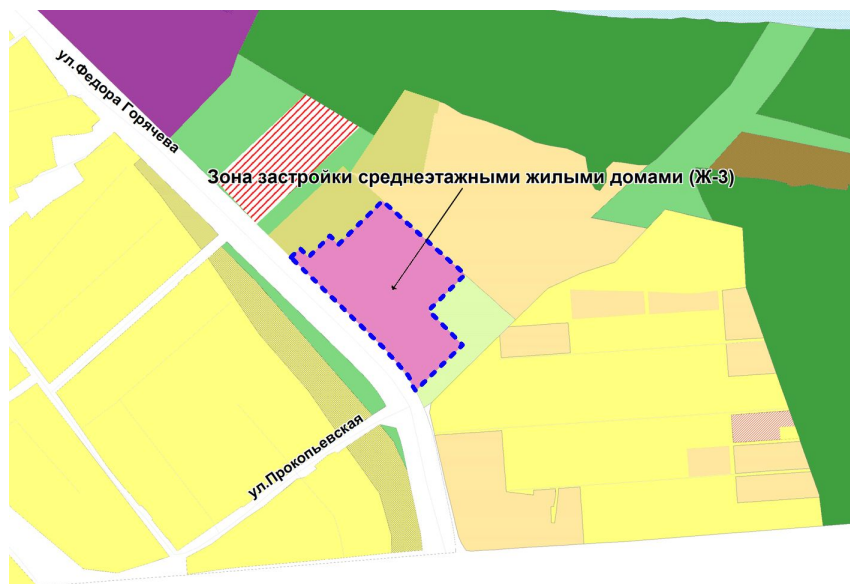 ул.Федора Горячева
Зона застройки среднеэтажными жилыми домами (Ж-3)
ул.Прокопьевская